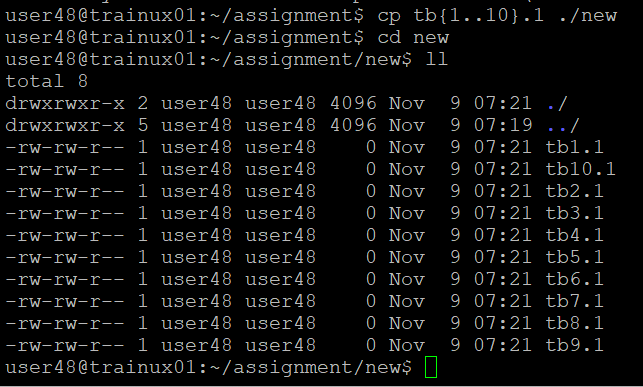 user48@trainux01:~/assignment$ cp tb{1..10}.1 ./new
user48@trainux01:~/assignment$ cd new
user48@trainux01:~/assignment/new$ ll
total 8
drwxrwxr-x 2 user48 user48 4096 Nov  9 07:21 ./
drwxrwxr-x 5 user48 user48 4096 Nov  9 07:19 ../
-rw-rw-r-- 1 user48 user48    0 Nov  9 07:21 tb1.1
-rw-rw-r-- 1 user48 user48    0 Nov  9 07:21 tb10.1
-rw-rw-r-- 1 user48 user48    0 Nov  9 07:21 tb2.1
-rw-rw-r-- 1 user48 user48    0 Nov  9 07:21 tb3.1
-rw-rw-r-- 1 user48 user48    0 Nov  9 07:21 tb4.1
-rw-rw-r-- 1 user48 user48    0 Nov  9 07:21 tb5.1
-rw-rw-r-- 1 user48 user48    0 Nov  9 07:21 tb6.1
-rw-rw-r-- 1 user48 user48    0 Nov  9 07:21 tb7.1
-rw-rw-r-- 1 user48 user48    0 Nov  9 07:21 tb8.1
-rw-rw-r-- 1 user48 user48    0 Nov  9 07:21 tb9.1
user48@trainux01:~/assignment/new$